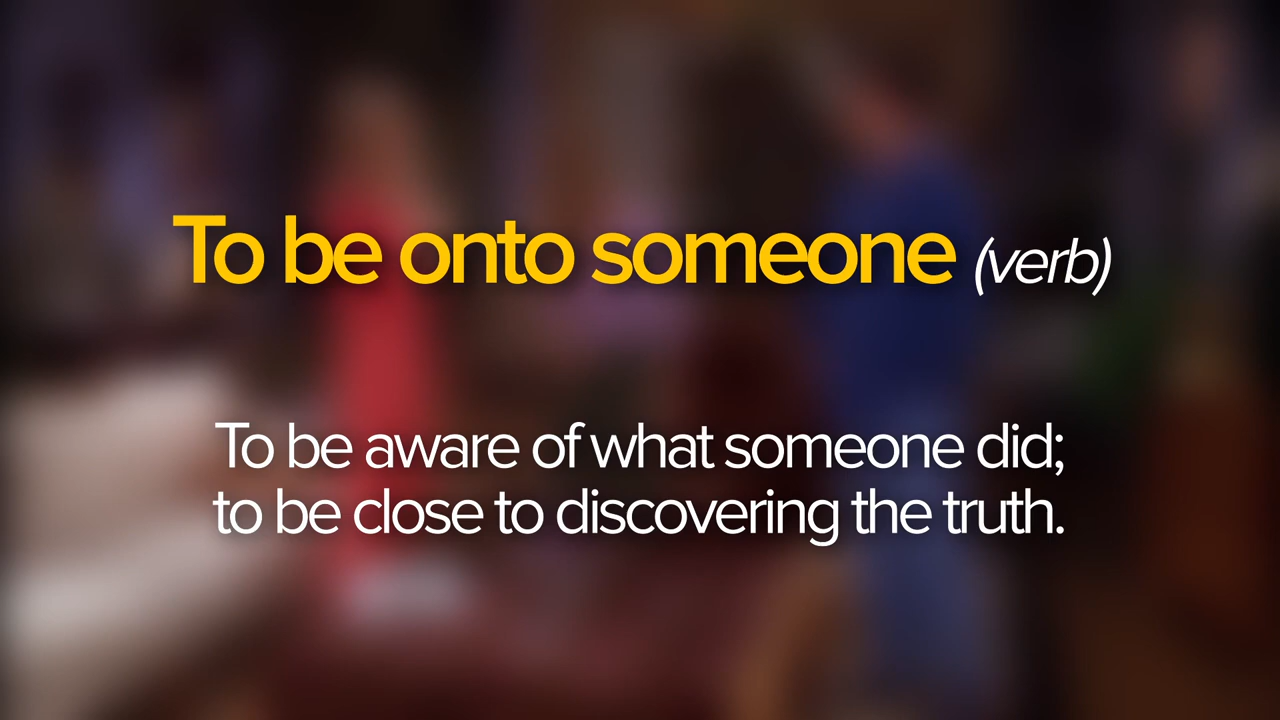 To be onto someone (verb)
To be aware of what someone did;
to be close to discovering the truth.